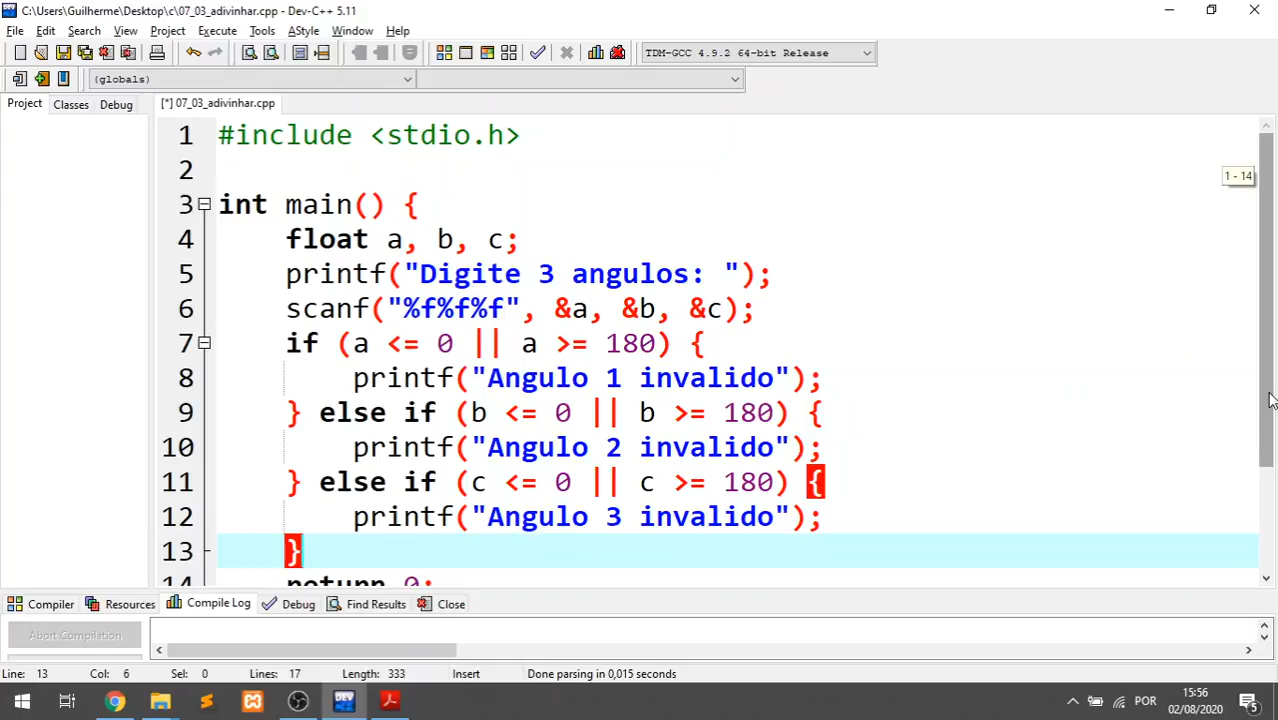 C:\Users\Guilherme\Desktop\c\07_03_adivinhar.cpp - Dev-C++ 5.11
File Edit Search View Project Execute Tools AStyle Window Help
TDM-GCC 4.9.2 64-bit Release
(globals)
Project Classes Debug [*] 07_03_adivinhar.cpp
1 #include <stdio.h>
2
1 - 14
3 int main() {
4 float a, b, c;
5 printf("Digite 3 angulos: ");
6 scanf("%f%f%f", &a, &b, &c);
7 if (a <= 0 || a >= 180) {
8 printf("Angulo 1 invalido");
9 } else if (b <= 0 || b >= 180) {
10 printf("Angulo 2 invalido");
11 } else if (c <= 0 || c >= 180) {
12 printf("Angulo 3 invalido");
13 }
14 return 0;
Compiler Resources Compile Log Debug Find Results Close
Abort Compilation
Line: 13 Col: 6 Sel: 0 Lines: 17 Length: 333 Insert Done parsing in 0,015 seconds
DEV
POR
15:56
02/08/2020
5